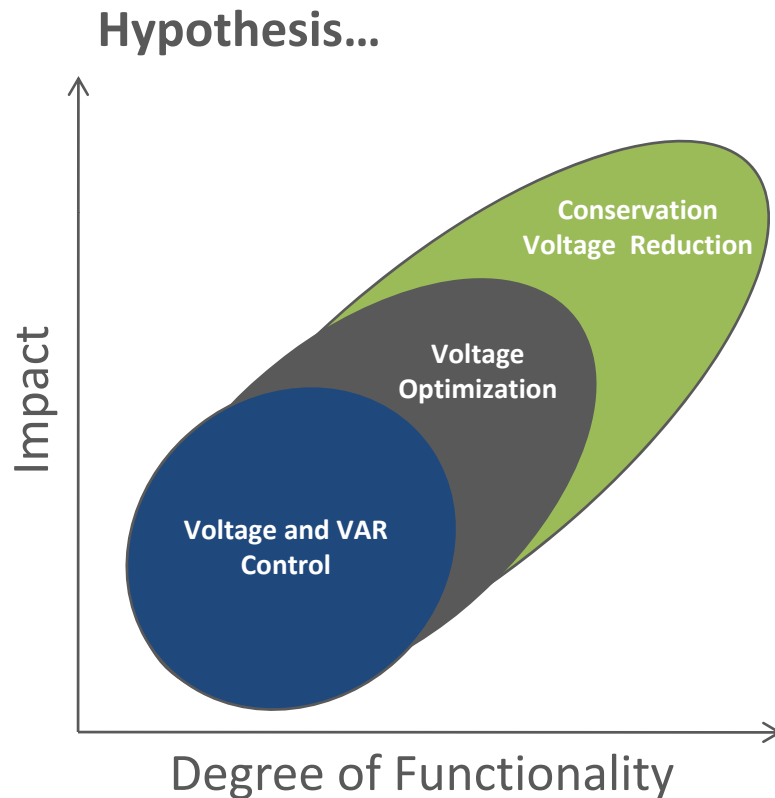 Hypothesis…
Conservation
Voltage Reduction
Voltage
Optimization
Voltage and VAR
Control
Impact
Degree of Functionality